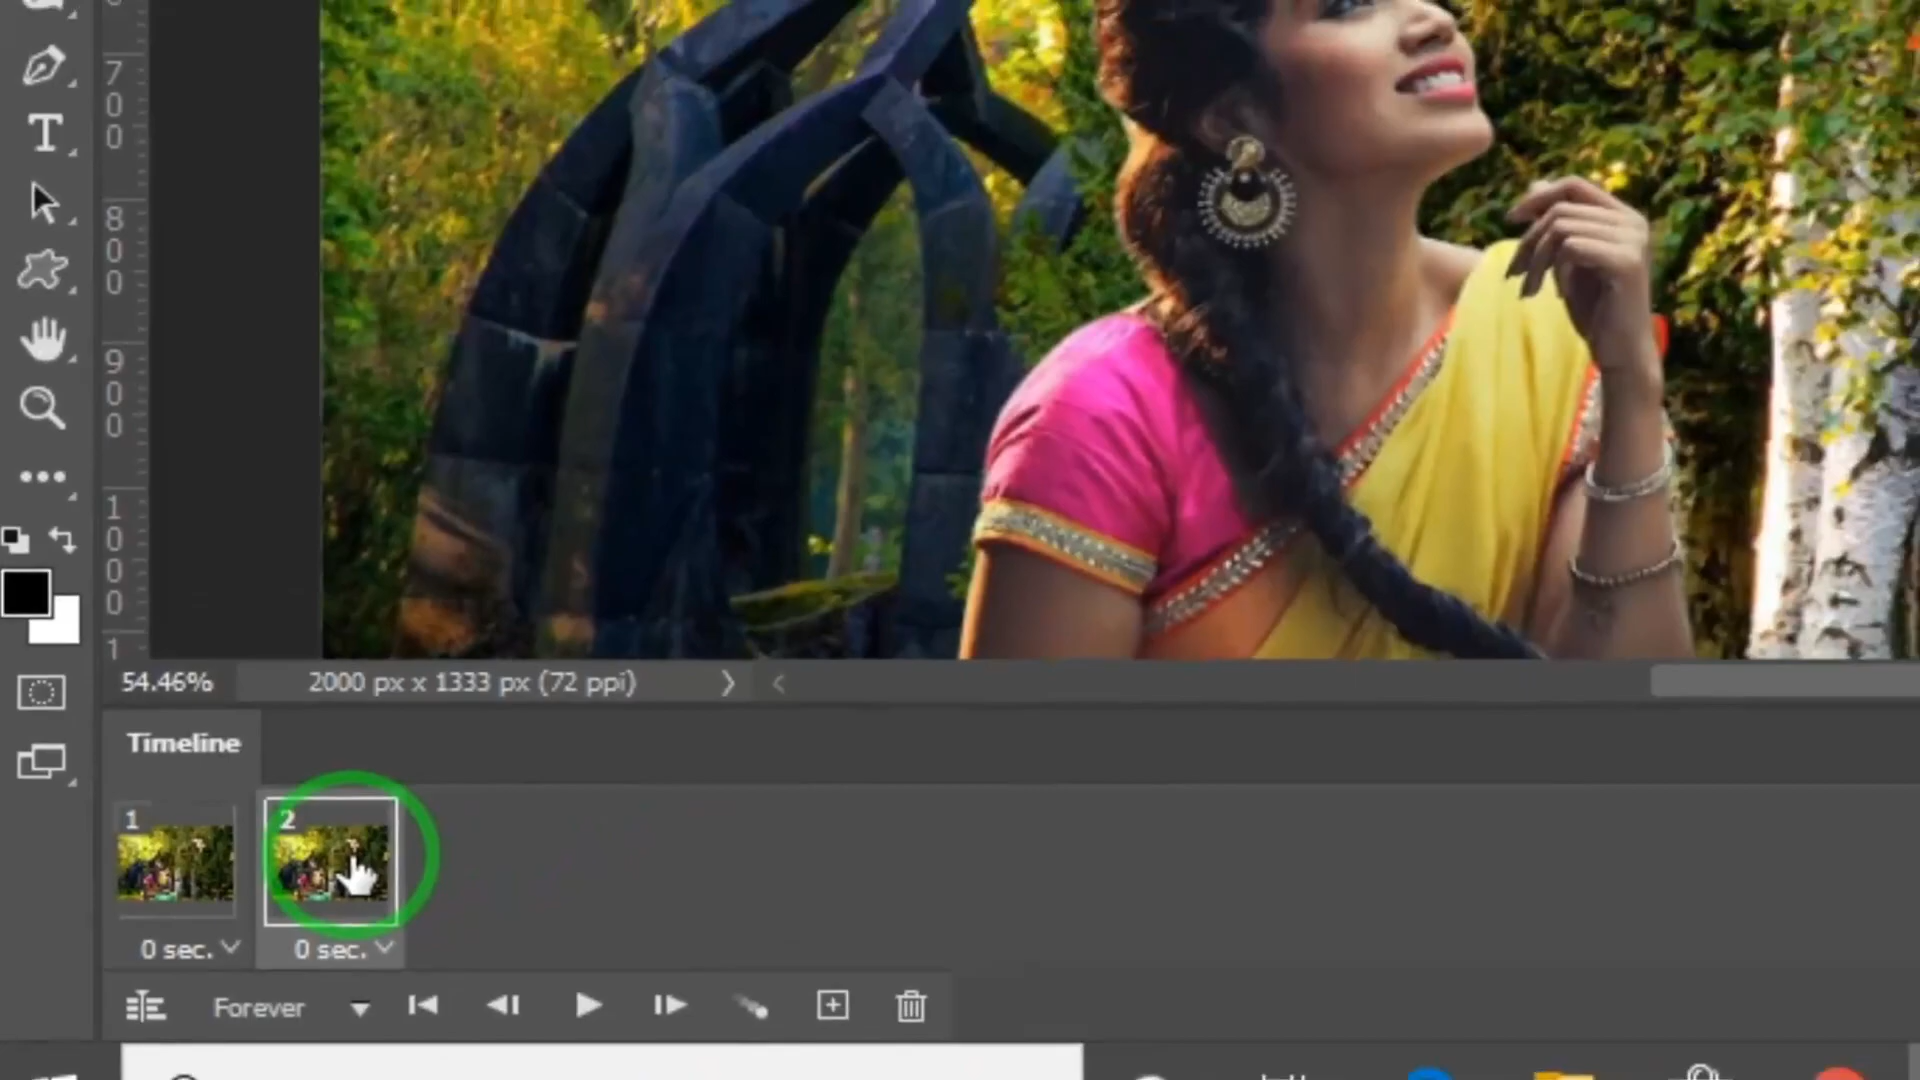 T
700
800
900
1000
1
54.46%
2000 px x 1333 px (72 ppi)
Timeline
1
2
0 sec.
0 sec.
Forever